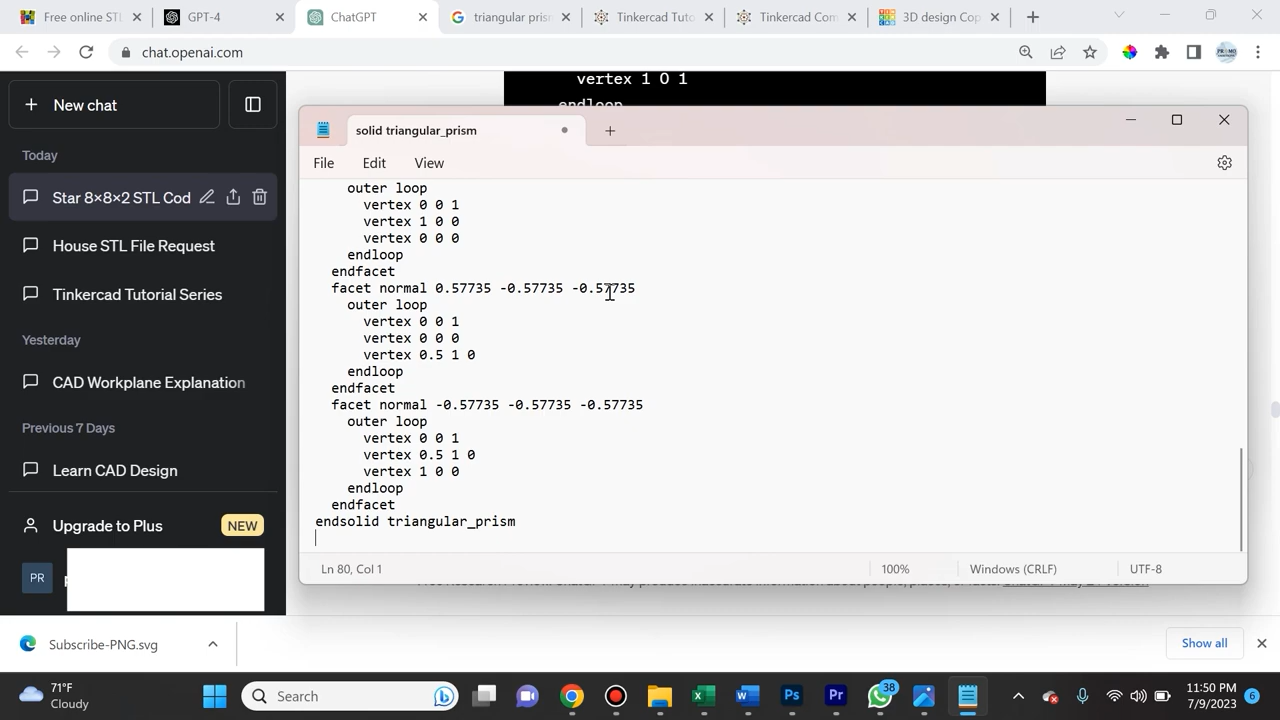 Free online STL
GPT-4
ChatGPT
triangular prism
Tinkercad Tuto
Tinkercad Com
3D design Cop
chat.openai.com
vertex 1 0 1
endloop
New chat
Today
Star 8×8×2 STL Cod
House STL File Request
Tinkercad Tutorial Series
Yesterday
CAD Workplane Explanation
Previous 7 Days
Learn CAD Design
Upgrade to Plus NEW
PR
solid triangular_prism
File Edit View
outer loop
vertex 0 0 1
vertex 1 0 0
vertex 0 0 0
endloop
endfacet
facet normal 0.57735 -0.57735 -0.57735
outer loop
vertex 0 0 1
vertex 0 0 0
vertex 0.5 1 0
endloop
endfacet
facet normal -0.57735 -0.57735 -0.57735
outer loop
vertex 0 0 1
vertex 0.5 1 0
vertex 1 0 0
endloop
endfacet
endsolid triangular_prism
Ln 80, Col 1 100% Windows (CRLF) UTF-8
Subscribe-PNG.svg
Show all
71°F
Cloudy
Search
W
Ps
Pr
38
11:50 PM
7/9/2023
6